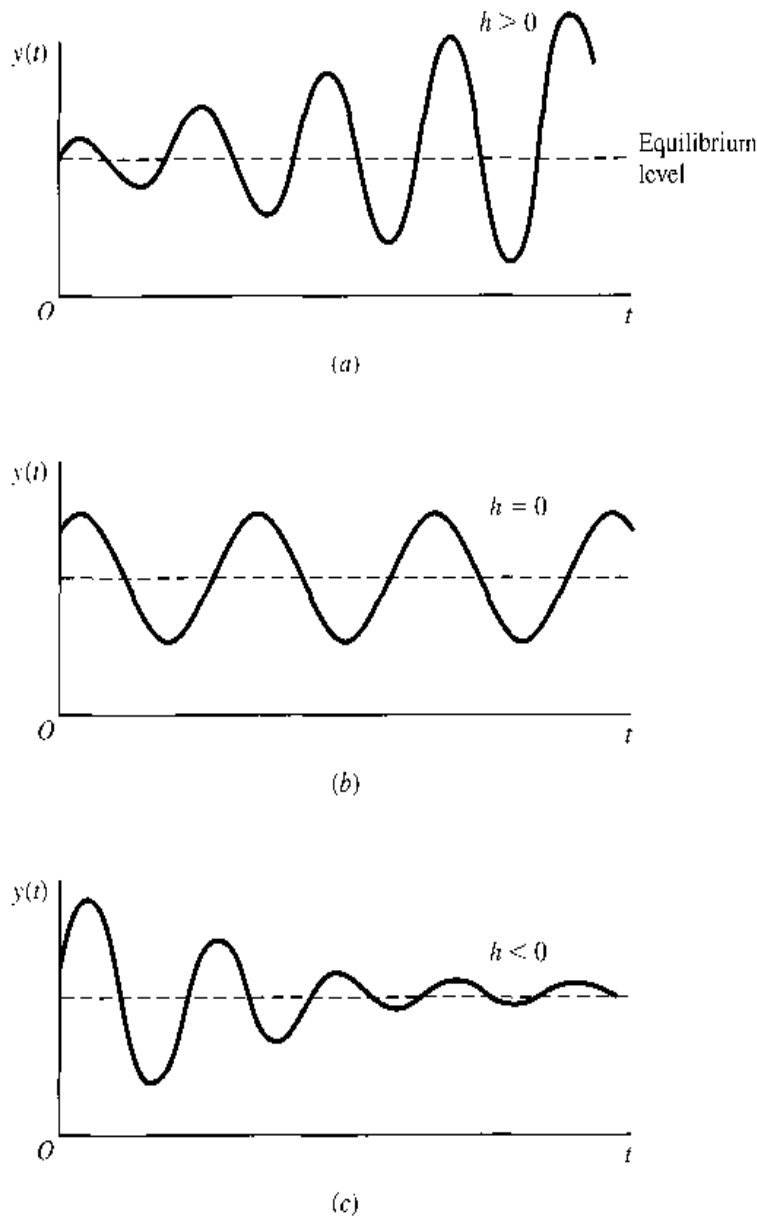 h > 0
y(t)
Equilibrium
level
O
t
(a)
y(t)
h = 0
O
t
(b)
y(t)
h < 0
O
t
(c)